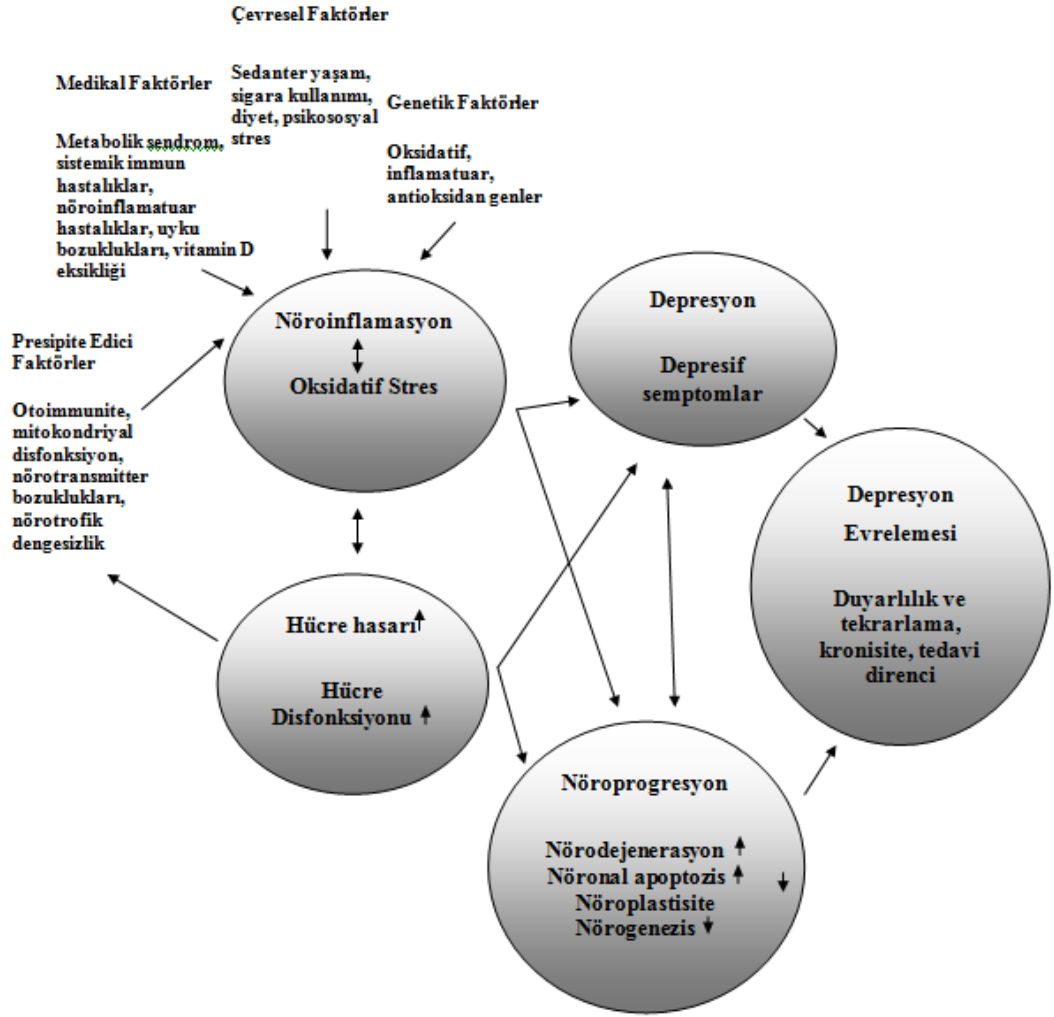 Çevresel Faktörler
Sedanter yaşam,
sigara kullanımı,
diyet, psikososyal
stres
Medikal Faktörler
Metabolik sendrom,
sistemik immun
hastalıklar,
nöroinflamatuar
hastalıklar, uyku
bozuklukları, vitamin D
eksikliği
Genetik Faktörler
Oksidatif,
inflamatuar,
antioksidan genler
Presipite Edici
Faktörler
Otoimmunite,
mitokondriyal
disfonksiyon,
nörotransmitter
bozuklukları,
nörotrofik
dengesizlik
Nöroinflamasyon
Oksidatif Stres
Hücre hasarı
Hücre
Disfonksiyonu
Depresyon
Depresif
semptomlar
Depresyon
Evrelemesi
Duyarlılık ve
tekrarlama,
kronisite, tedavi
direnci
Nöroprogresyon
Nörodejenerasyon
Nöronal apoptozis
Nöroplastisite
Nörogenezis